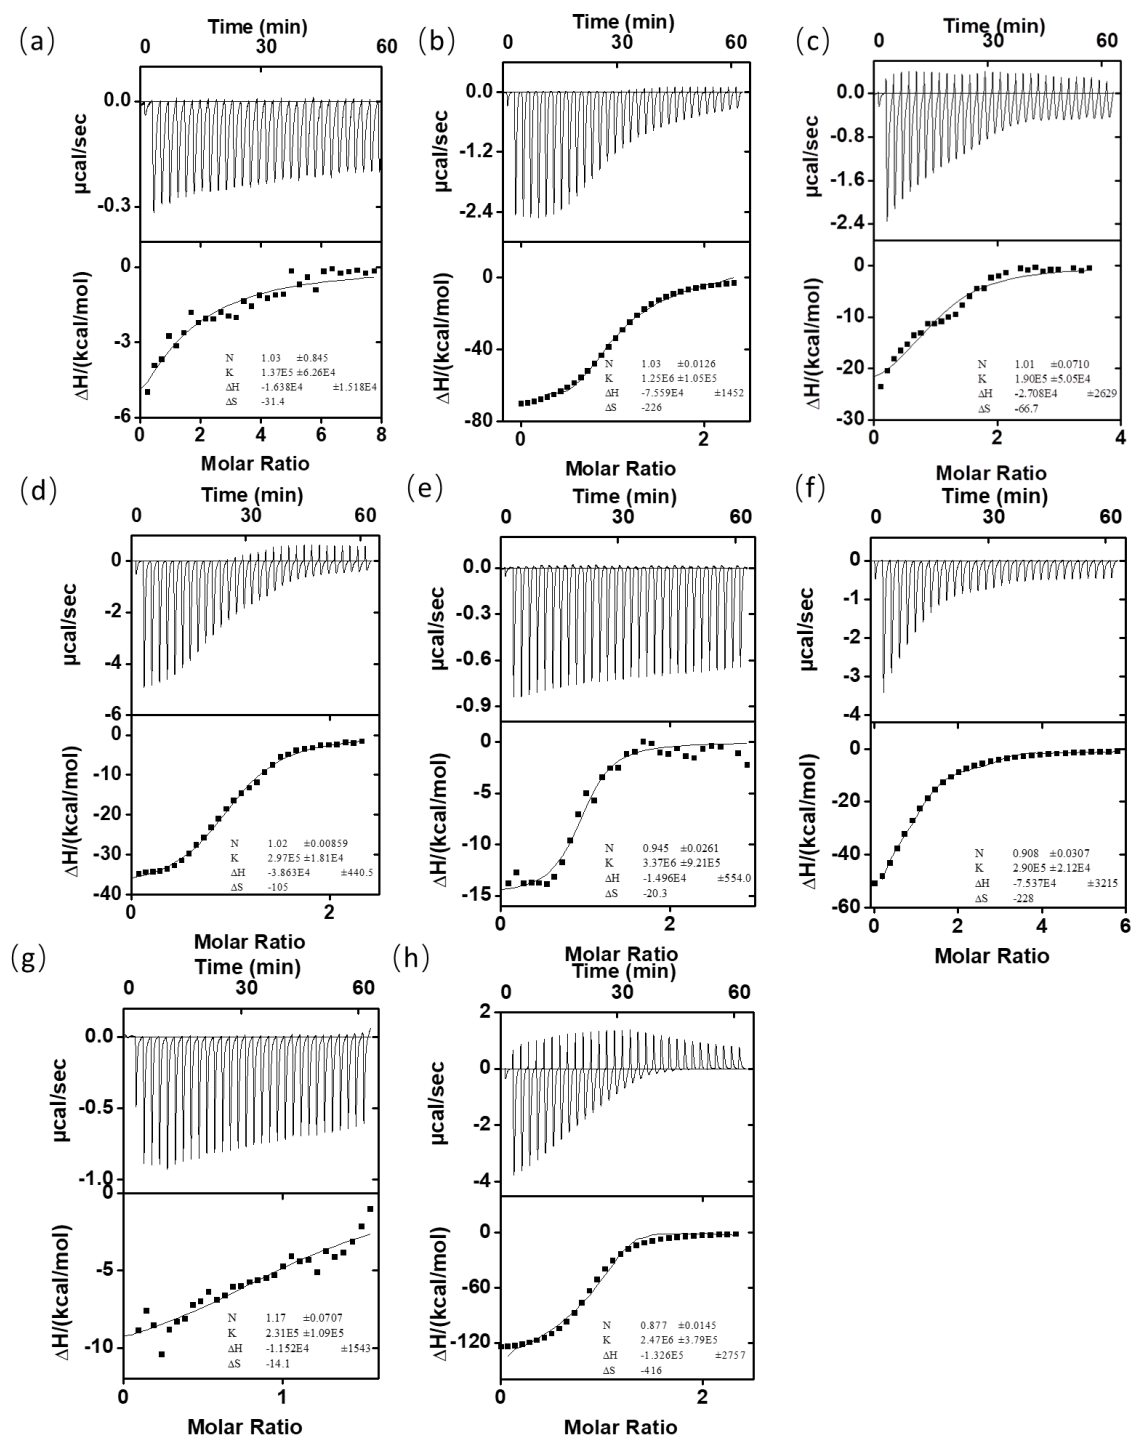 (a)
Time (min)
0 30 60
0.0
-0.3
µcal/sec
0
-3
-6
ΔH/(kcal/mol)
N 1.03 ±0.845
K 1.37E5 ±6.26E4
ΔH -1.638E4 ±1.518E4
ΔS -31.4
0 2 4 6 8
Molar Ratio
(b)
Time (min)
0 30 60
0.0
-1.2
-2.4
µcal/sec
0
-40
-80
ΔH/(kcal/mol)
N 1.03 ±0.0126
K 1.25E6 ±1.05E5
ΔH -7.559E4 ±1452
ΔS -226
0 2
Molar Ratio
(c)
Time (min)
0 30 60
0.0
-0.8
-1.6
-2.4
µcal/sec
0
-10
-20
-30
ΔH/(kcal/mol)
N 1.01 ±0.0710
K 1.90E5 ±5.05E4
ΔH -2.708E4 ±2629
ΔS -66.7
0 2 4
Molar Ratio
(d)
Time (min)
0 30 60
0
-2
-4
-6
µcal/sec
0
-10
-20
-30
-40
ΔH/(kcal/mol)
N 1.02 ±0.00859
K 2.97E5 ±1.81E4
ΔH -3.863E4 ±440.5
ΔS -105
0 2
Molar Ratio
(e)
Time (min)
0 30 60
0.0
-0.3
-0.6
-0.9
µcal/sec
0
-5
-10
-15
ΔH/(kcal/mol)
N 0.945 ±0.0261
K 3.37E6 ±9.21E5
ΔH -1.496E4 ±554.0
ΔS -20.3
0 2
Molar Ratio
(f)
Time (min)
0 30 60
0
-1
-2
-3
-4
µcal/sec
0
-20
-40
-60
ΔH/(kcal/mol)
N 0.908 ±0.0307
K 2.90E5 ±2.12E4
ΔH -7.537E4 ±3215
ΔS -228
0 2 4 6
Molar Ratio
(g)
Time (min)
0 30 60
0.0
-0.5
-1.0
µcal/sec
0
-5
-10
ΔH/(kcal/mol)
N 1.17 ±0.0707
K 2.31E5 ±1.09E5
ΔH -1.152E4 ±1543
ΔS -14.1
0 1
Molar Ratio
(h)
Time (min)
0 30 60
2
0
-2
-4
µcal/sec
0
-60
-120
ΔH/(kcal/mol)
N 0.877 ±0.0145
K 2.47E6 ±3.79E5
ΔH -1.326E5 ±2757
ΔS -416
0 2
Molar Ratio